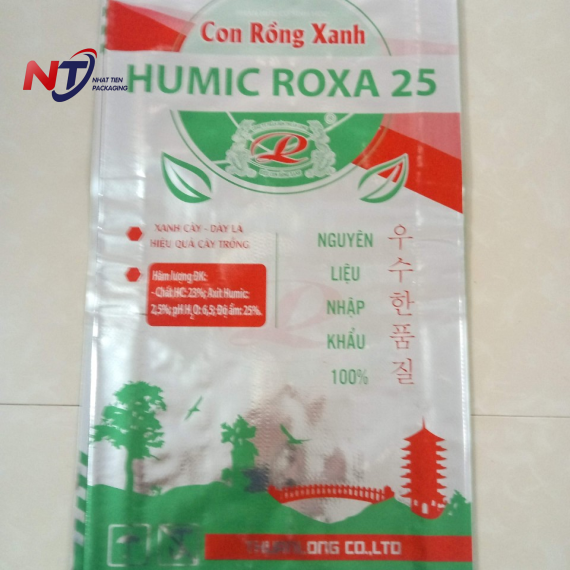 Con Rồng Xanh
NT NHAT TIEN
PACKAGING
HUMIC ROXA 25
XANH CÂY - DÀY LÁ
HIỆU QUẢ CÂY TRỒNG
Hàm lượng ĐK:
- Chất HC: 23%; Axit Humic:
2,5%; pH H₂O: 6,5; Độ ẩm: 25%.
NGUYÊN
LIỆU
NHẬP
KHẨU
100%
우수한품질
LONG CO.,LTD